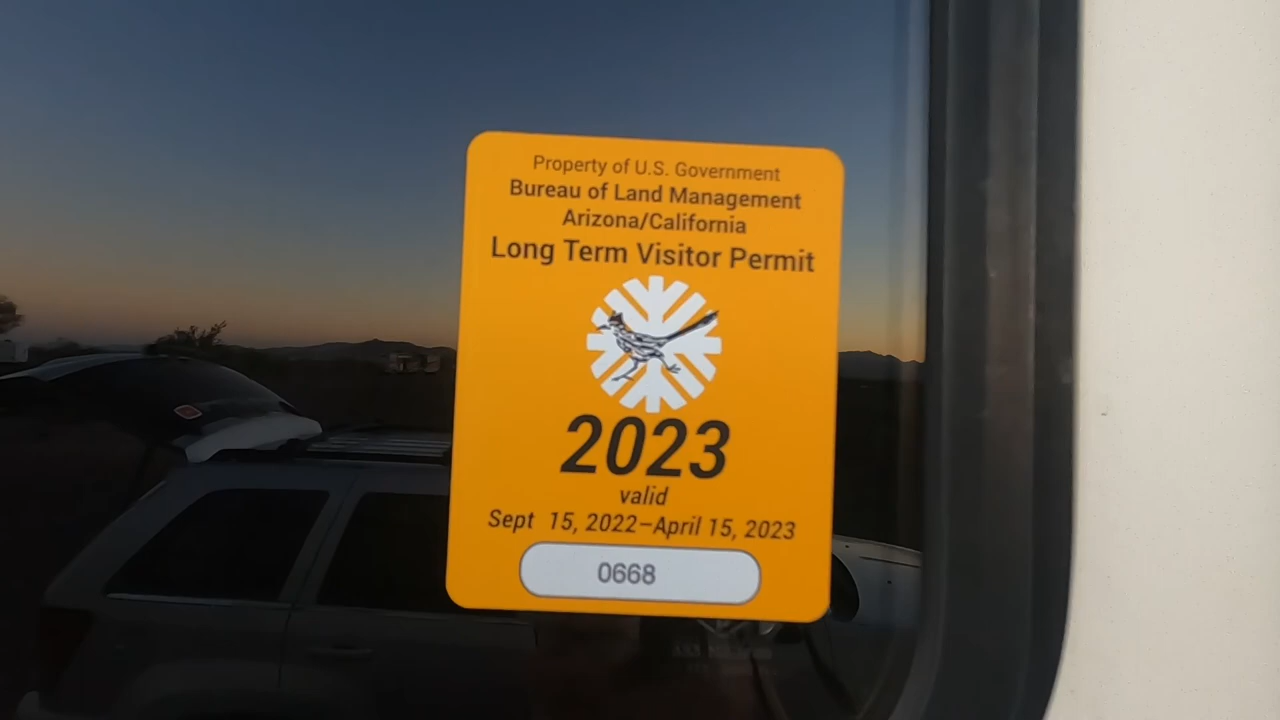 Property of U.S. Government
Bureau of Land Management
Arizona/California
Long Term Visitor Permit
2023
valid
Sept 15, 2022–April 15, 2023
0668